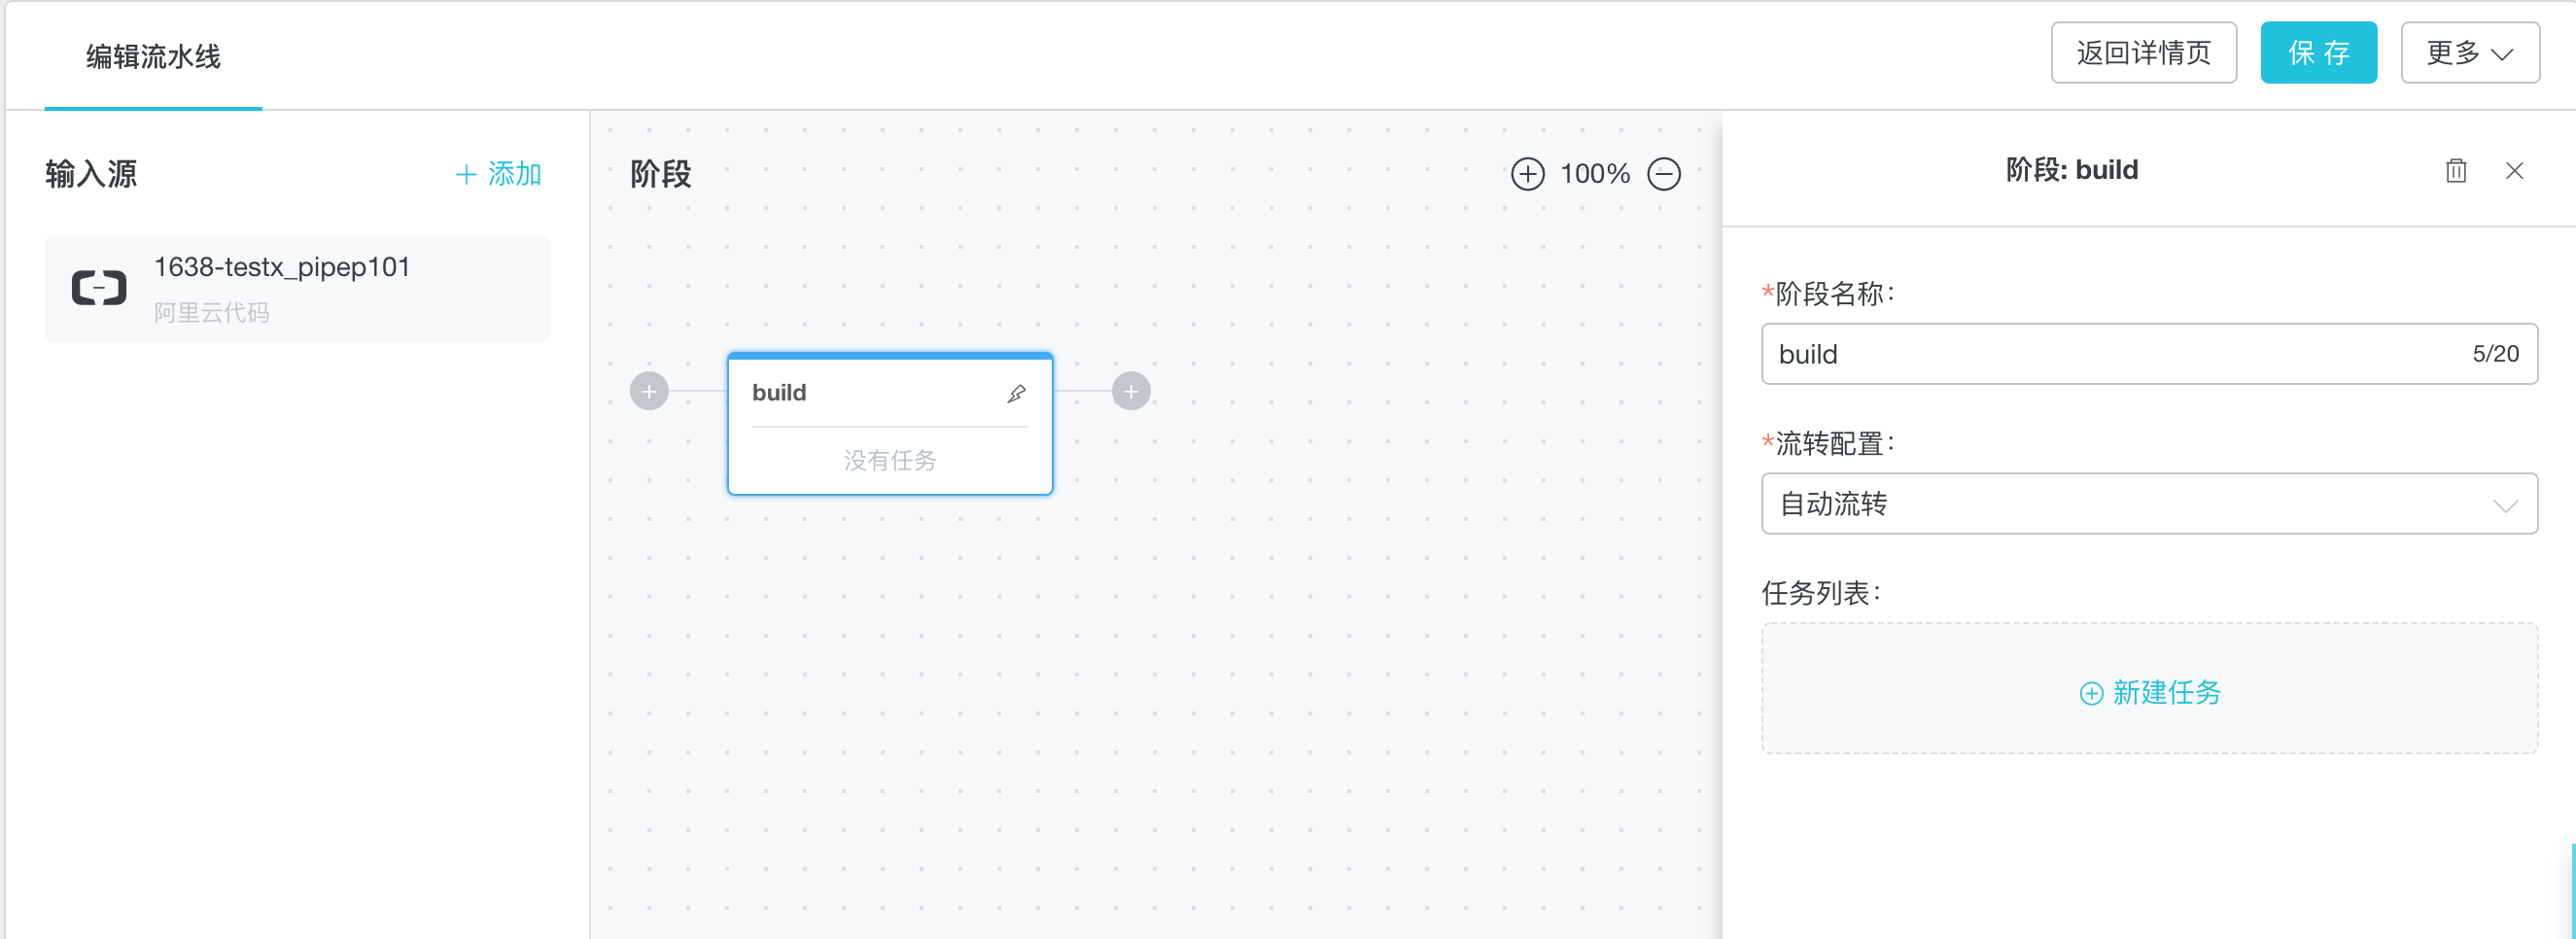 编辑流水线
返回详情页
保 存
更多
输入源
+ 添加
1638-testx_pipep101
阿里云代码
阶段
100%
build
没有任务
阶段: build
*阶段名称:
build
5/20
*流转配置:
自动流转
任务列表:
新建任务